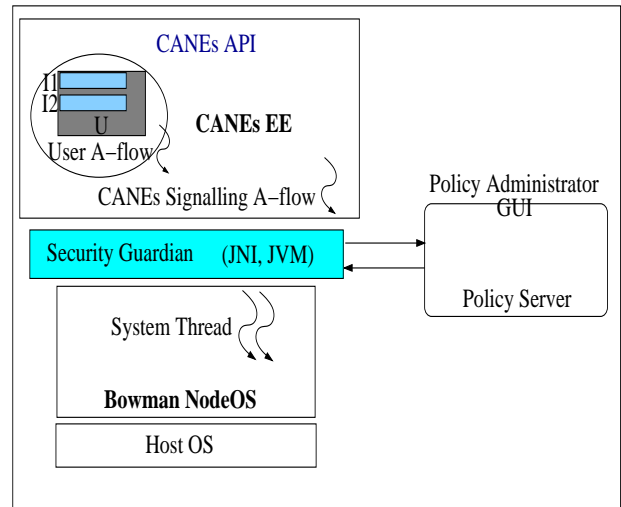 CANEs API
I1
I2
U
User A−flow
CANEs EE
CANEs Signalling A−flow
Policy Administrator
GUI
Policy Server
Security Guardian (JNI, JVM)
System Thread
Bowman NodeOS
Host OS